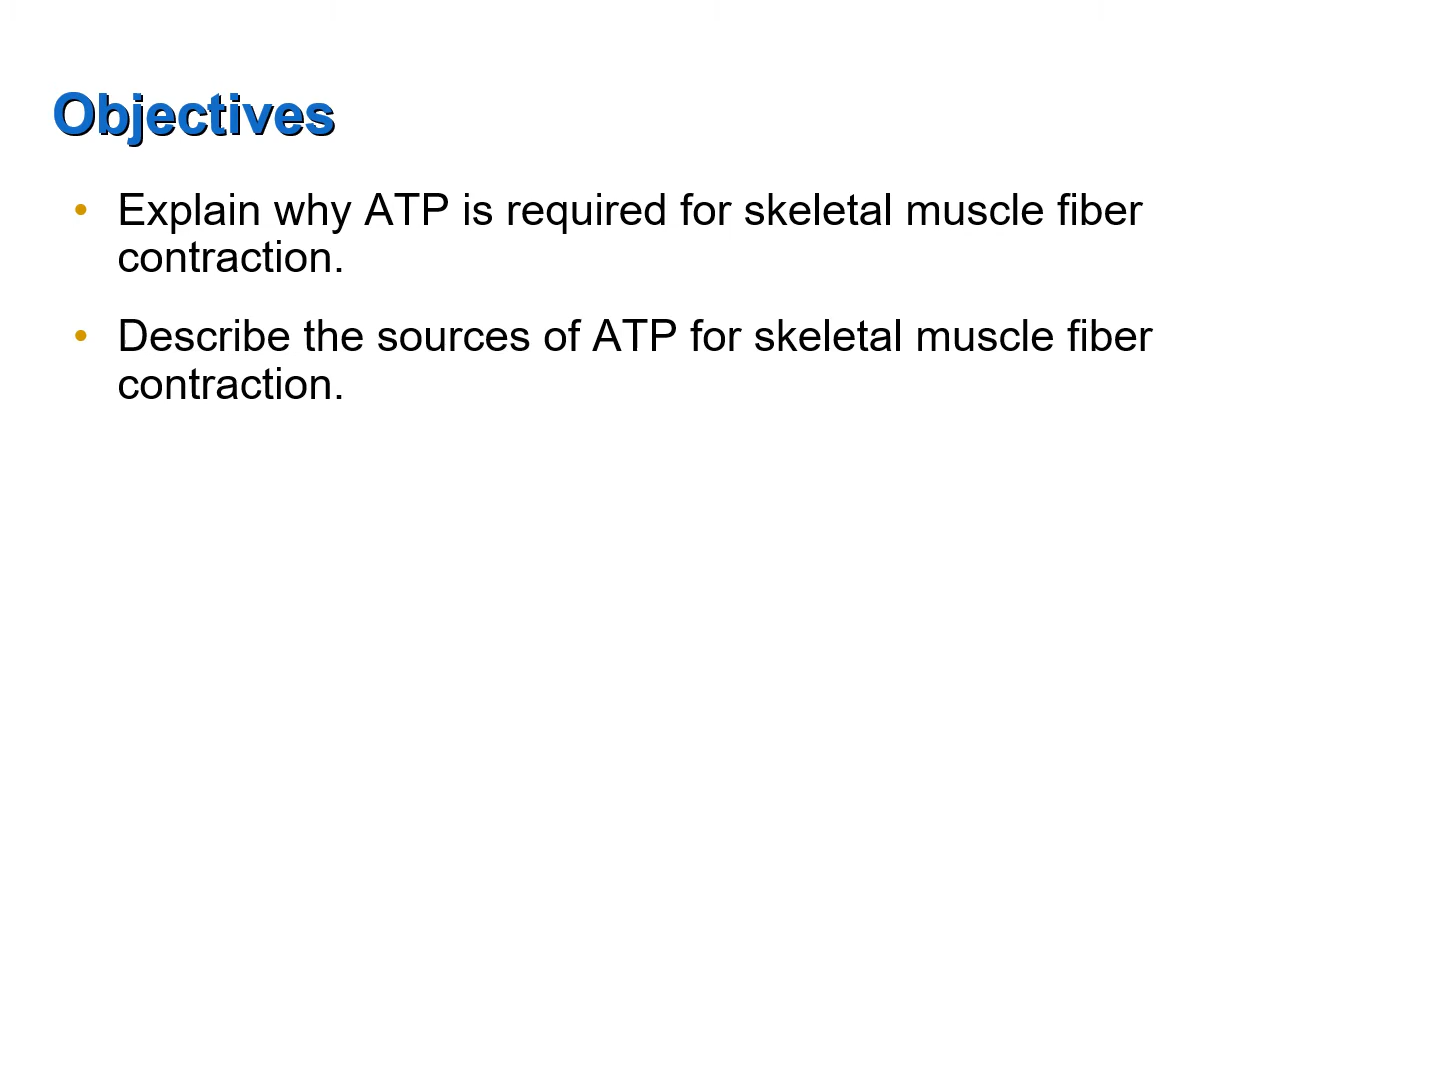 Objectives
• Explain why ATP is required for skeletal muscle fiber
contraction.
• Describe the sources of ATP for skeletal muscle fiber
contraction.